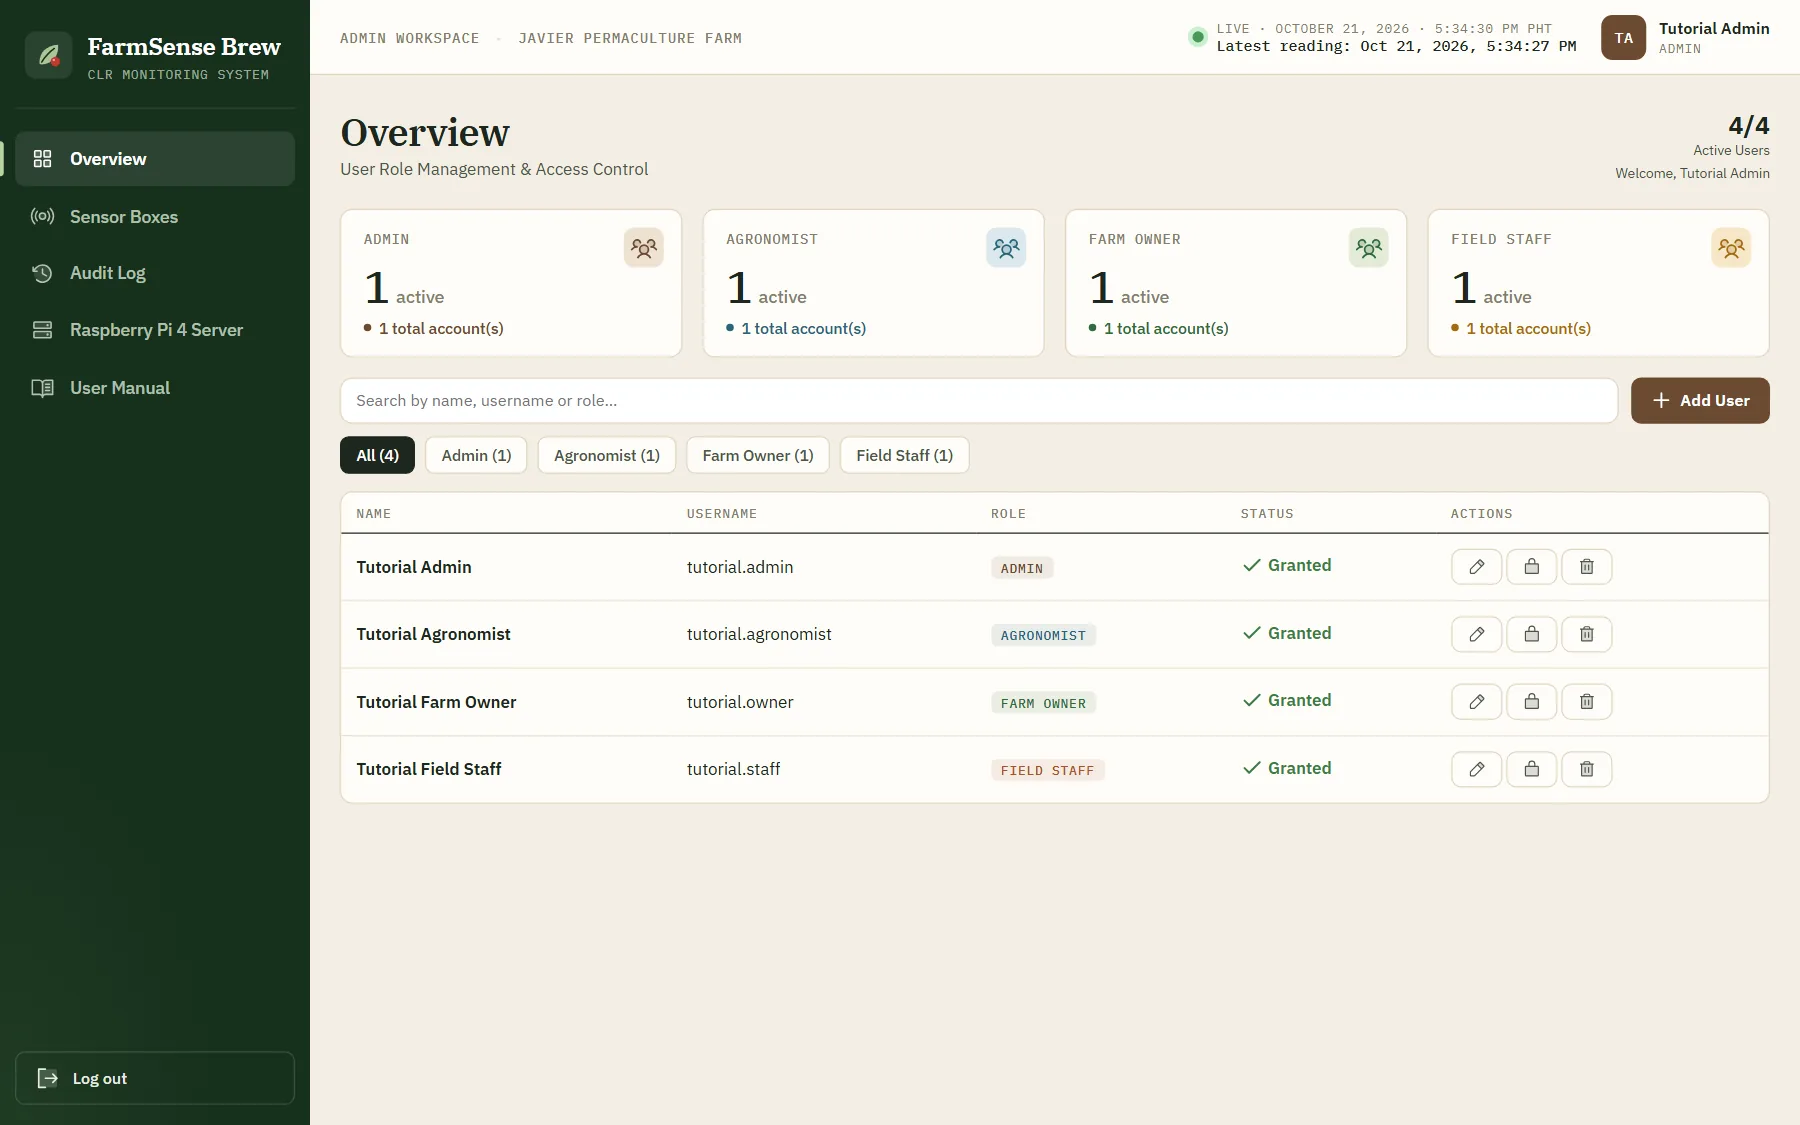 FarmSense Brew
CLR MONITORING SYSTEM
Overview
Sensor Boxes
Audit Log
Raspberry Pi 4 Server
User Manual
Log out
ADMIN WORKSPACE · JAVIER PERMACULTURE FARM
LIVE · OCTOBER 21, 2026 · 5:34:30 PM PHT
Latest reading: Oct 21, 2026, 5:34:27 PM
TA
Tutorial Admin
ADMIN
Overview
User Role Management & Access Control
4/4
Active Users
Welcome, Tutorial Admin
ADMIN
1 active
1 total account(s)
AGRONOMIST
1 active
1 total account(s)
FARM OWNER
1 active
1 total account(s)
FIELD STAFF
1 active
1 total account(s)
Search by name, username or role...
Add User
All (4) Admin (1) Agronomist (1) Farm Owner (1) Field Staff (1)
NAME USERNAME ROLE STATUS ACTIONS
Tutorial Admin tutorial.admin ADMIN Granted
Tutorial Agronomist tutorial.agronomist AGRONOMIST Granted
Tutorial Farm Owner tutorial.owner FARM OWNER Granted
Tutorial Field Staff tutorial.staff FIELD STAFF Granted